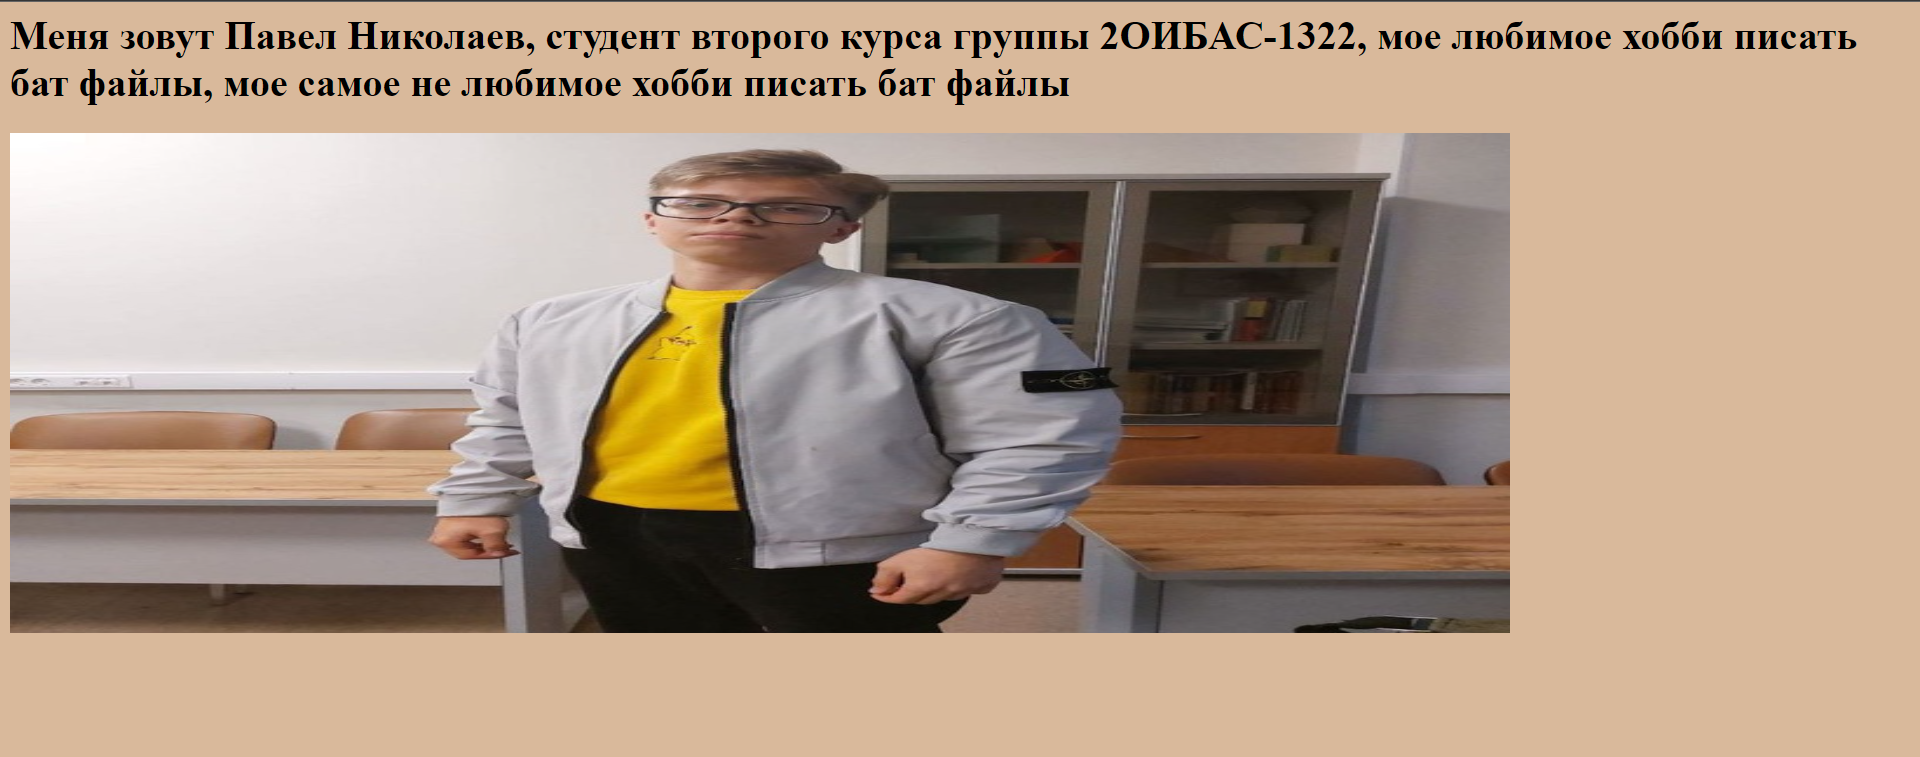 Меня зовут Павел Николаев, студент второго курса группы 2ОИБАС-1322, мое любимое хобби писать
бат файлы, мое самое не любимое хобби писать бат файлы